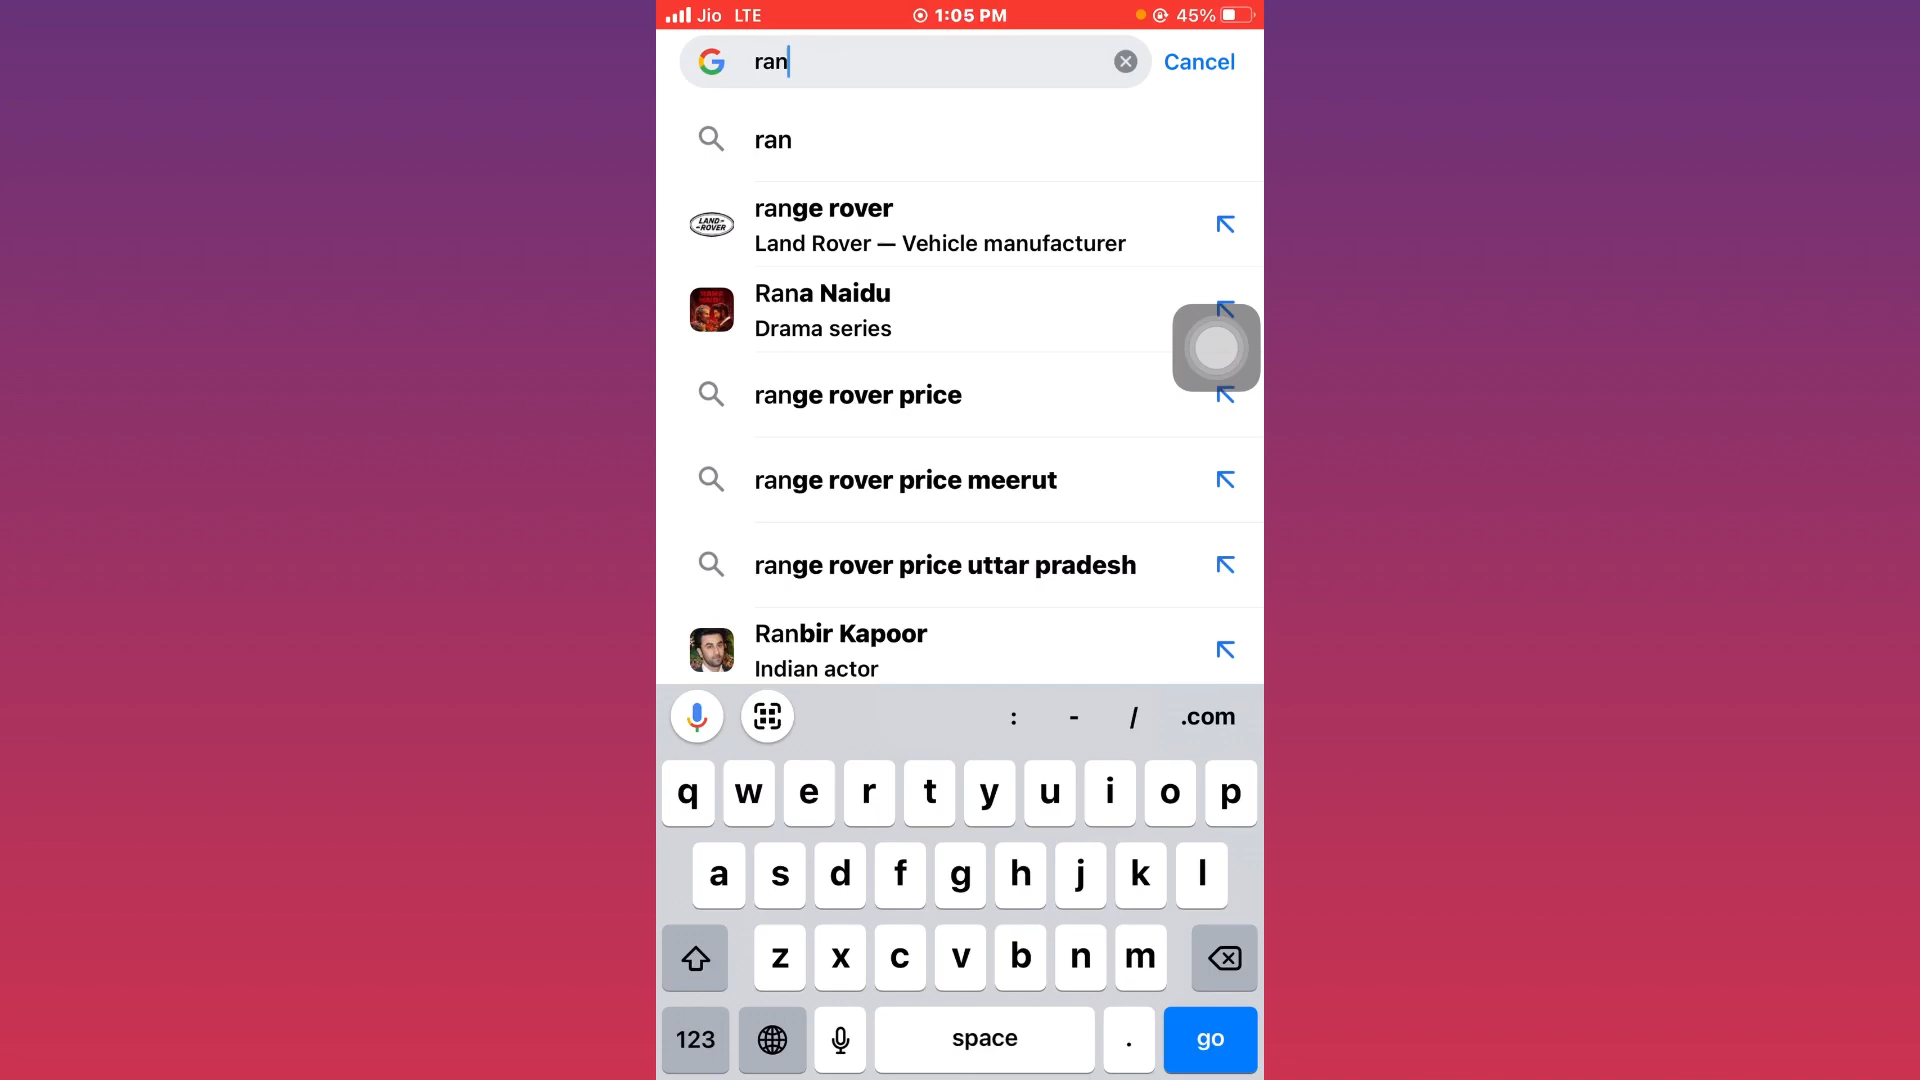 Jio LTE 1:05 PM 45%
ran Cancel
ran
range rover
LAND-
-ROVER
Land Rover — Vehicle manufacturer
Rana Naidu
Drama series
range rover price
range rover price meerut
range rover price uttar pradesh
Ranbir Kapoor
Indian actor
: - / .com
q w e r t y u i o p
a s d f g h j k l
z x c v b n m
123 space . go